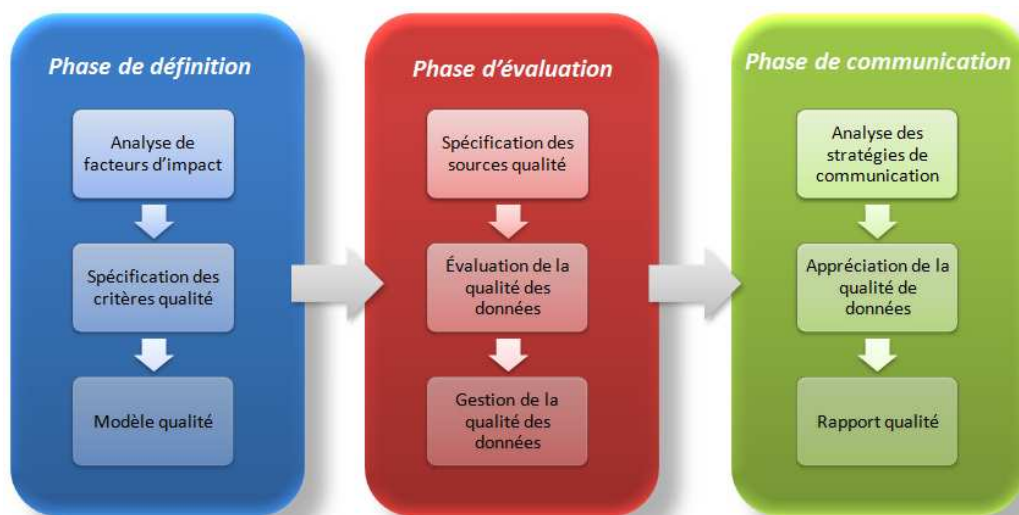 Phase de définition
Analyse de
facteurs d'impact
Spécification des
critères qualité
Modèle qualité
Phase d'évaluation
Spécification des
sources qualité
Évaluation de la
qualité des
données
Gestion de la
qualité des
données
Phase de communication
Analyse des
stratégies de
communication
Appréciation de la
qualité de
données
Rapport qualité